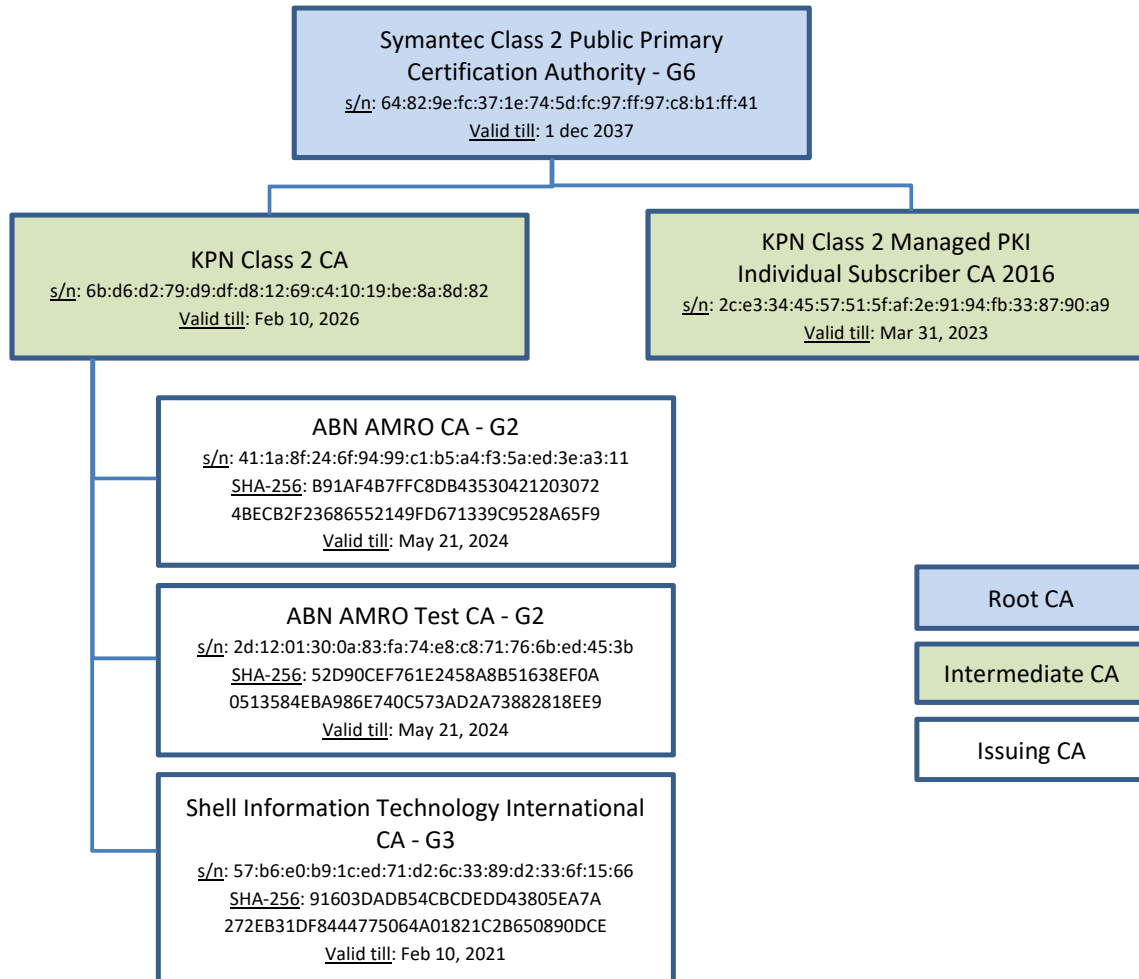 Symantec Class 2 Public Primary
Certification Authority - G6
s/n: 64:82:9e:fc:37:1e:74:5d:fc:97:ff:97:c8:b1:ff:41
Valid till: 1 dec 2037
KPN Class 2 CA
s/n: 6b:d6:d2:79:d9:df:d8:12:69:c4:10:19:be:8a:8d:82
Valid till: Feb 10, 2026
KPN Class 2 Managed PKI
Individual Subscriber CA 2016
s/n: 2c:e3:34:45:57:51:5f:af:2e:91:94:fb:33:87:90:a9
Valid till: Mar 31, 2023
ABN AMRO CA - G2
s/n: 41:1a:8f:24:6f:94:99:c1:b5:a4:f3:5a:ed:3e:a3:11
SHA-256: B91AF4B7FFC8DB43530421203072
4BECB2F23686552149FD671339C9528A65F9
Valid till: May 21, 2024
ABN AMRO Test CA - G2
s/n: 2d:12:01:30:0a:83:fa:74:e8:c8:71:76:6b:ed:45:3b
SHA-256: 52D90CEF761E2458A8B51638EF0A
0513584EBA986E740C573AD2A73882818EE9
Valid till: May 21, 2024
Shell Information Technology International
CA - G3
s/n: 57:b6:e0:b9:1c:ed:71:d2:6c:33:89:d2:33:6f:15:66
SHA-256: 91603DADB54CBCDEDD43805EA7A
272EB31DF8444775064A01821C2B650890DCE
Valid till: Feb 10, 2021
Root CA
Intermediate CA
Issuing CA